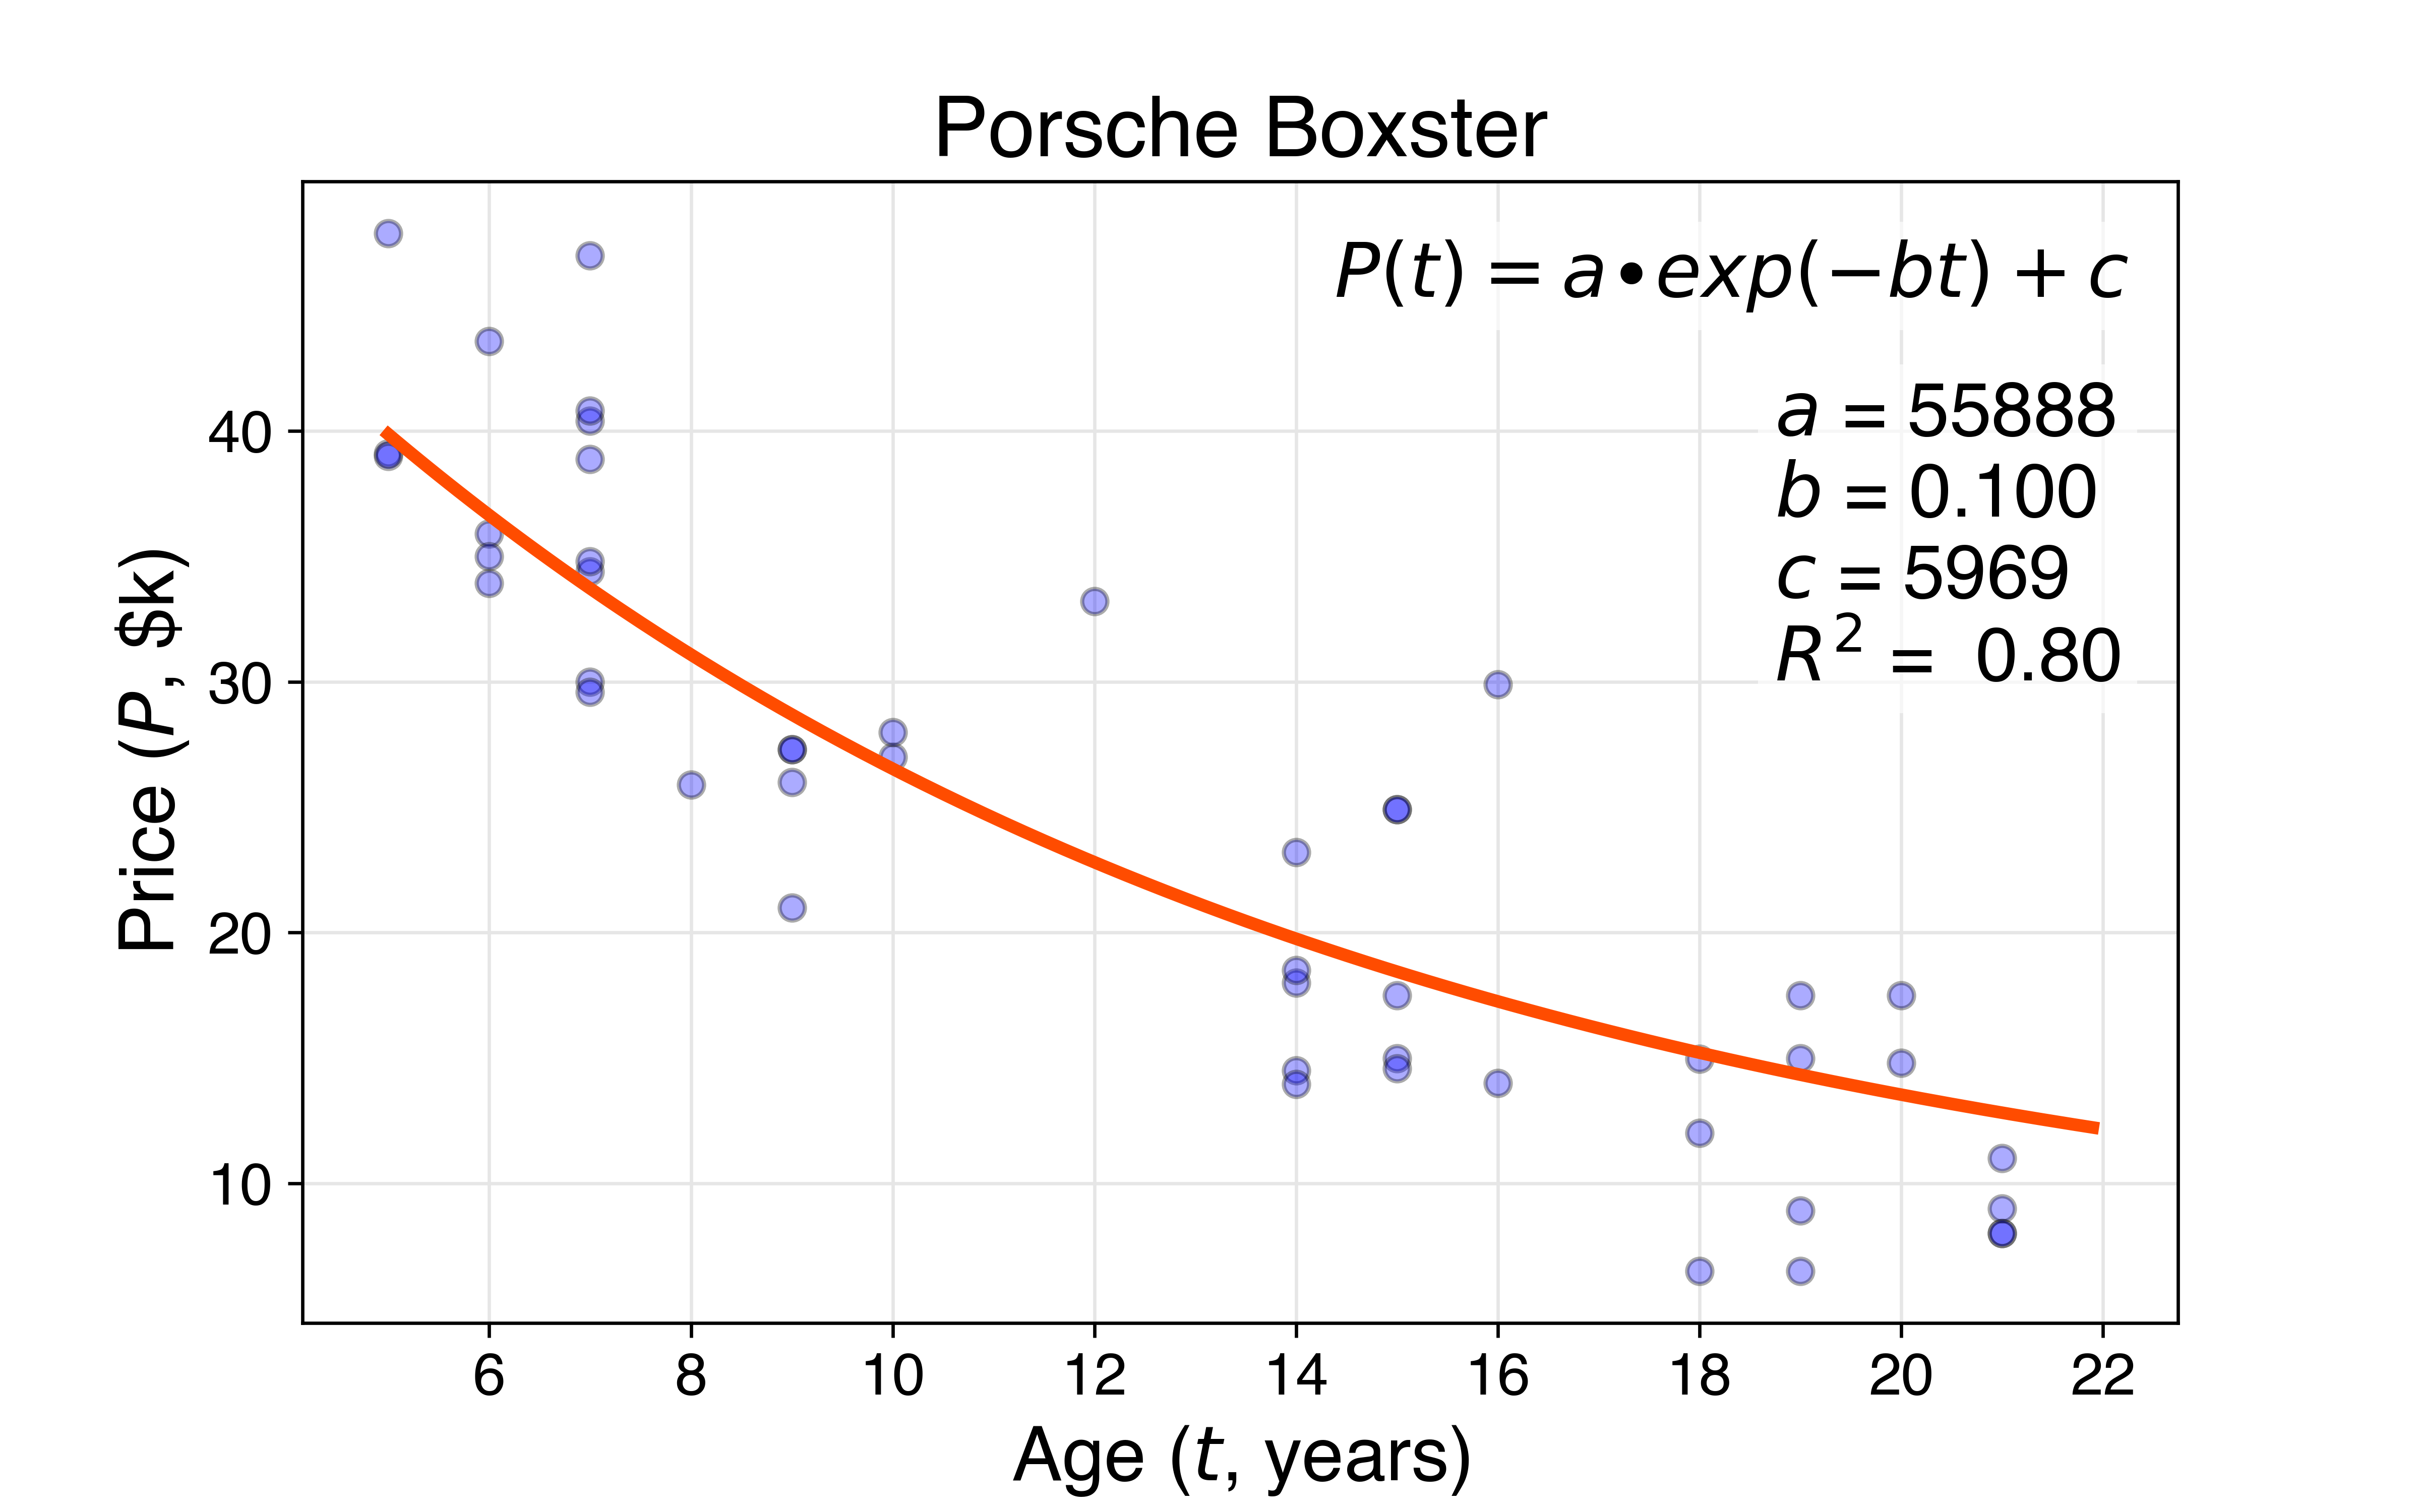 Porsche Boxster
P(t) = a•exp(−bt) + c
a = 55888
b = 0.100
c = 5969
R² = 0.80
Price (P, $k)
40
30
20
10
6 8 10 12 14 16 18 20 22
Age (t, years)